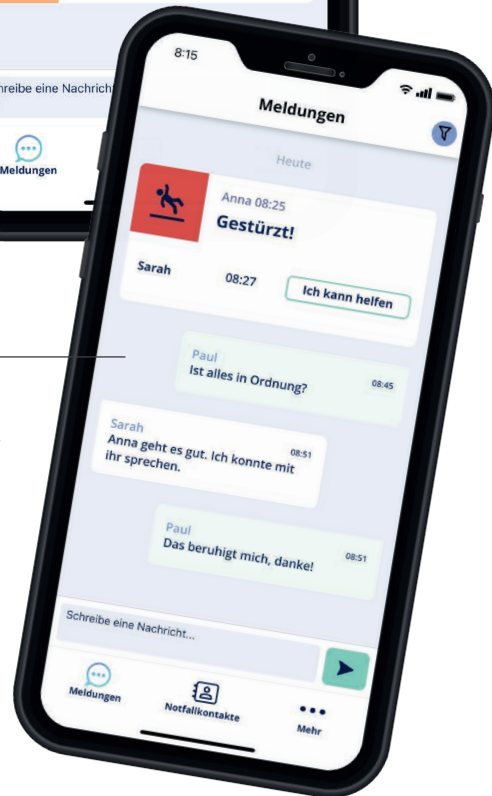 hreibe eine Nachricht
Meldungen
8:15
Meldungen
Heute
Anna 08:25
Gestürzt!
Sarah 08:27 Ich kann helfen
Paul
Ist alles in Ordnung? 08:45
Sarah
Anna geht es gut. Ich konnte mit 08:51
ihr sprechen.
Paul
Das beruhigt mich, danke! 08:51
Schreibe eine Nachricht...
Meldungen
Notfallkontakte
Mehr